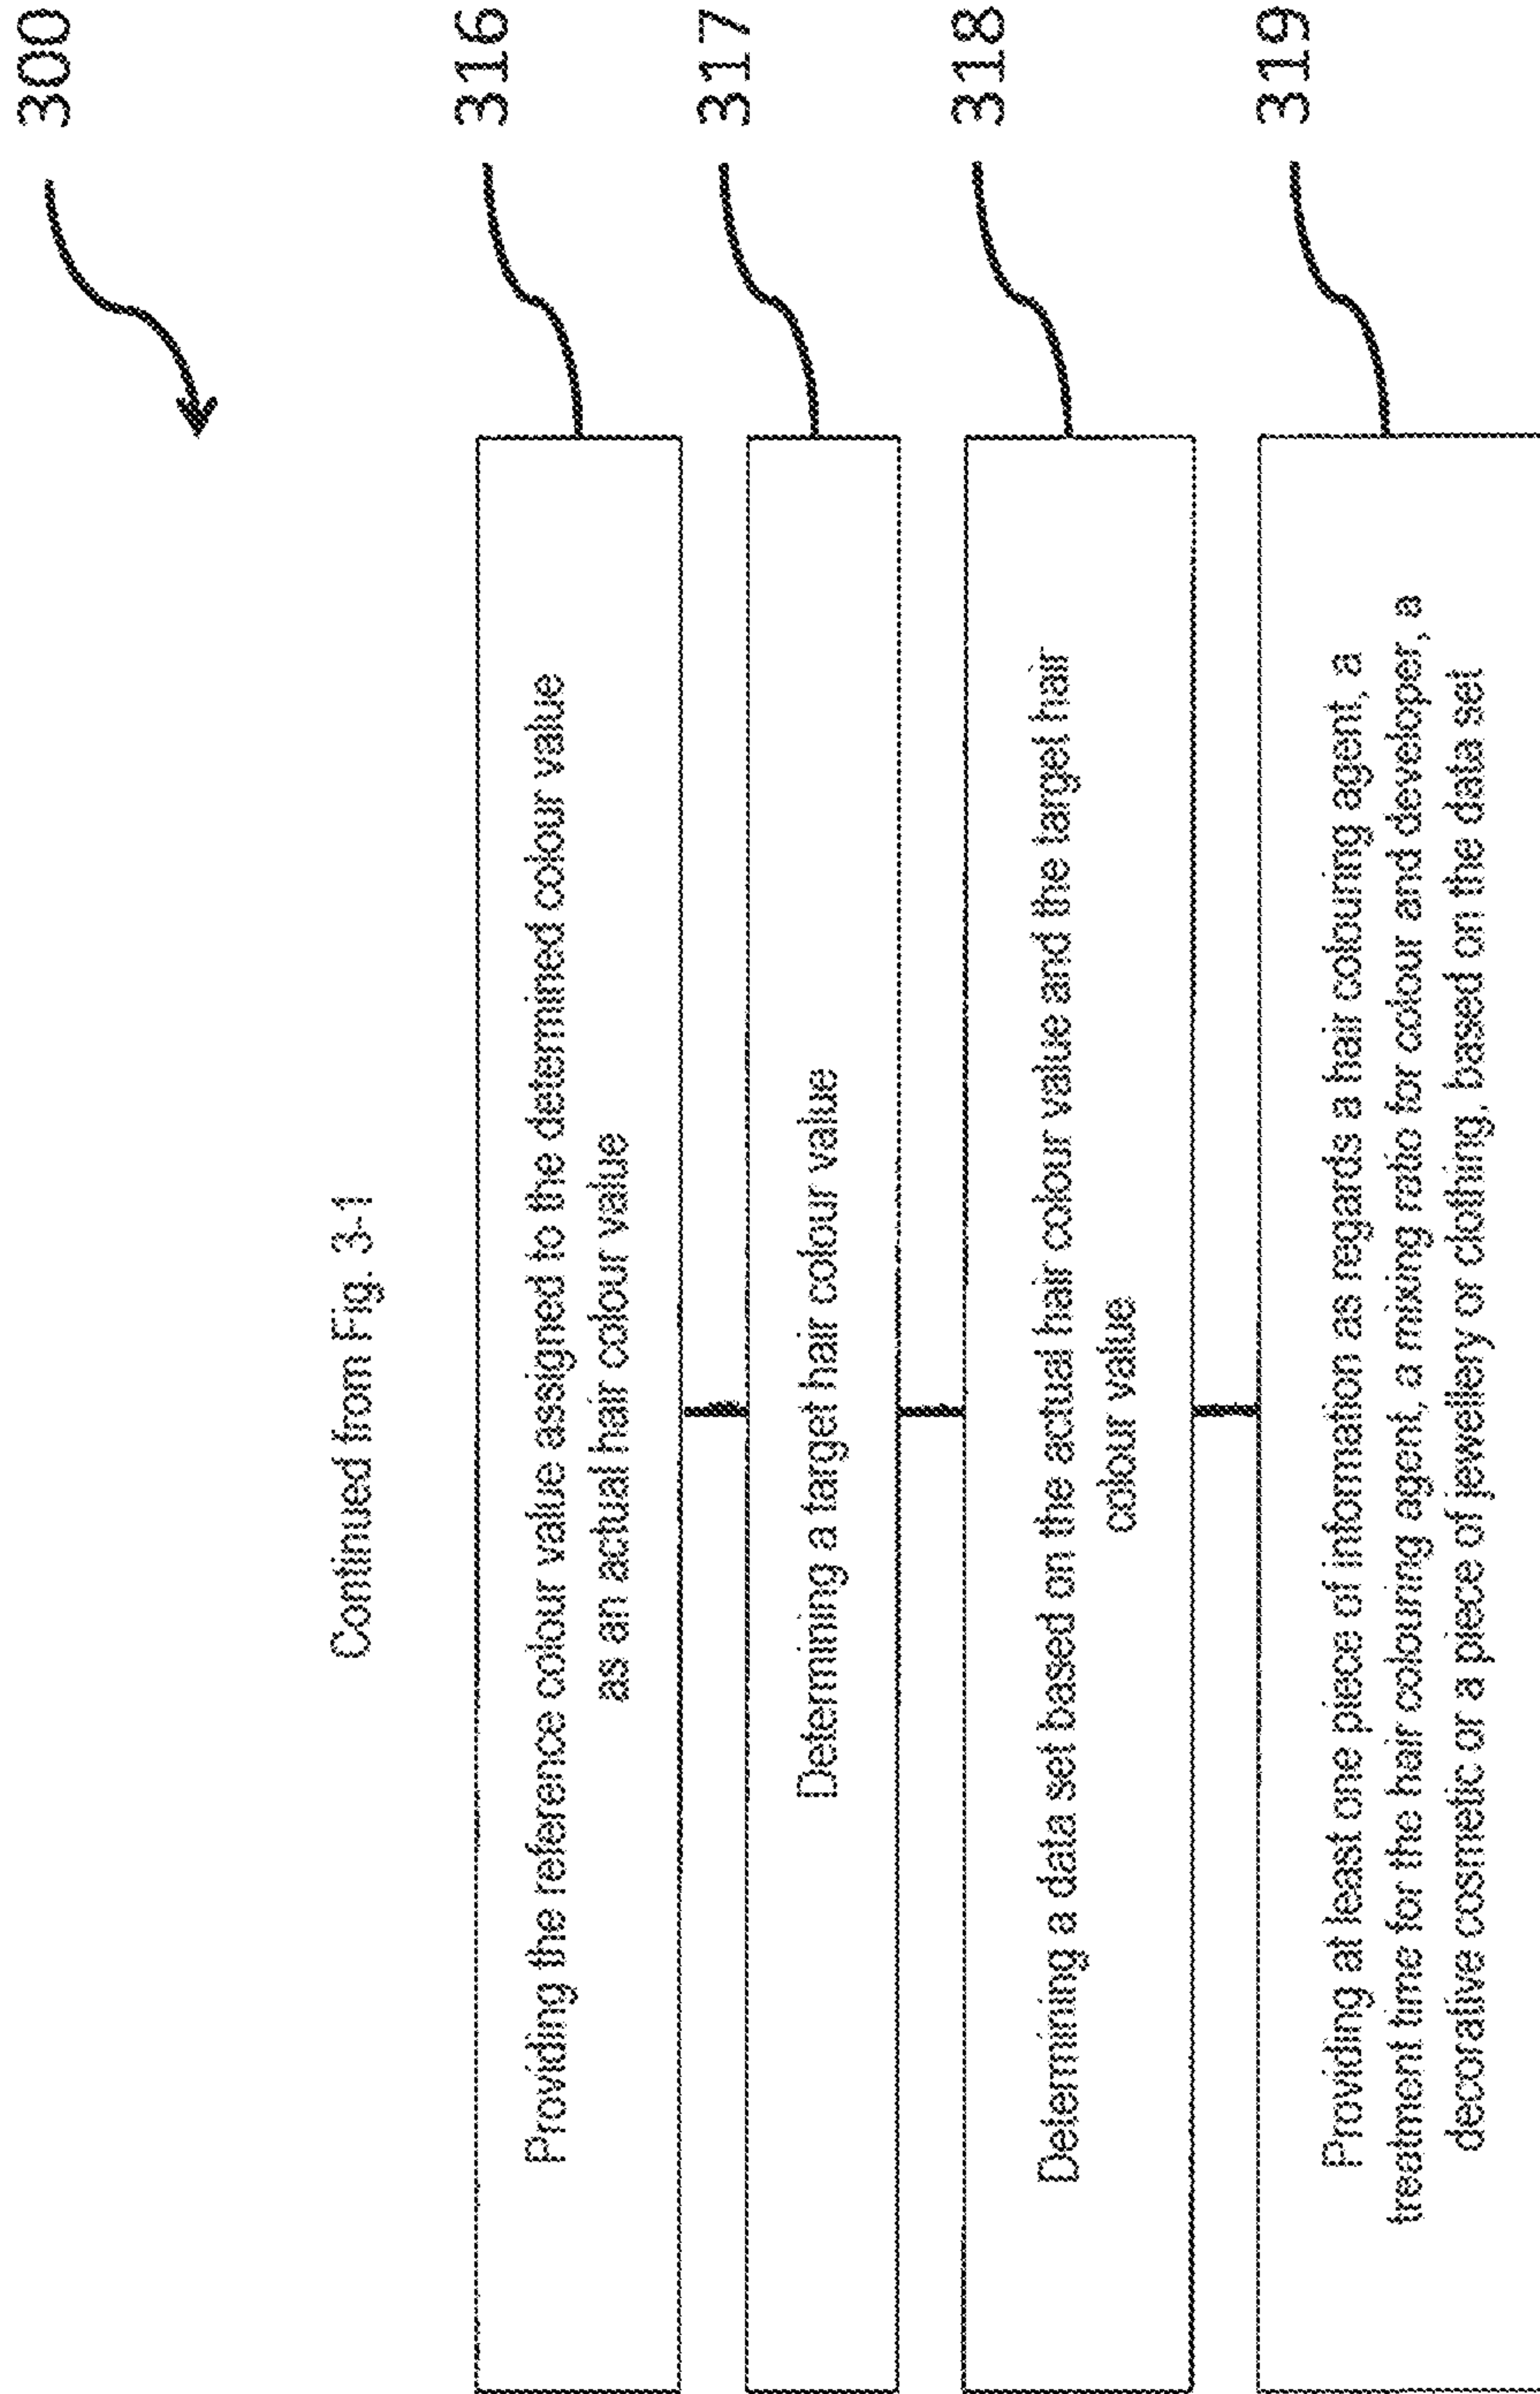 300
Continued from Fig. 3-1
316
Providing the reference colour value assigned to the determined colour value
as an actual hair colour value
317
Determining a target hair colour value
318
Determining a data set based on the actual hair colour value and the target hair
colour value
319
Providing at least one piece of information as regards a hair colouring agent, a
treatment time for the hair colouring agent, a mixing ratio for colour and developer, a
decorative cosmetic or a piece of jewellery or clothing, based on the data set